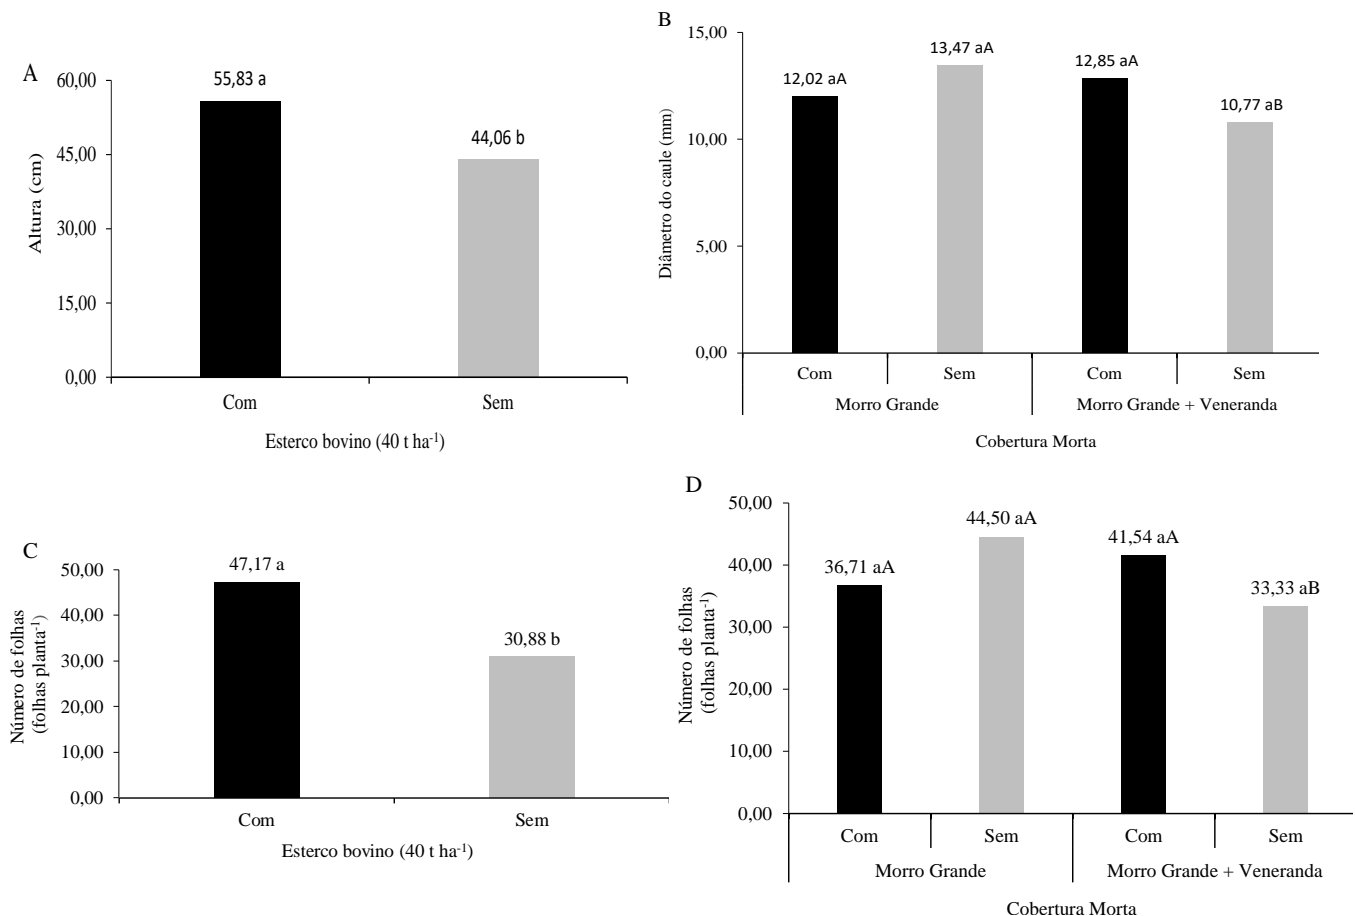 A
60,00
45,00
30,00
15,00
0,00
Altura (cm)
55,83 a
44,06 b
Com
Sem
Esterco bovino (40 t ha⁻¹)
B
15,00
10,00
5,00
0,00
Diâmetro do caule (mm)
12,02 aA
13,47 aA
12,85 aA
10,77 aB
Com
Sem
Com
Sem
Morro Grande
Morro Grande + Veneranda
Cobertura Morta
C
50,00
40,00
30,00
20,00
10,00
0,00
Número de folhas
(folhas planta⁻¹)
47,17 a
30,88 b
Com
Sem
Esterco bovino (40 t ha⁻¹)
D
50,00
40,00
30,00
20,00
10,00
0,00
Número de folhas
(folhas planta⁻¹)
36,71 aA
44,50 aA
41,54 aA
33,33 aB
Com
Sem
Com
Sem
Morro Grande
Morro Grande + Veneranda
Cobertura Morta